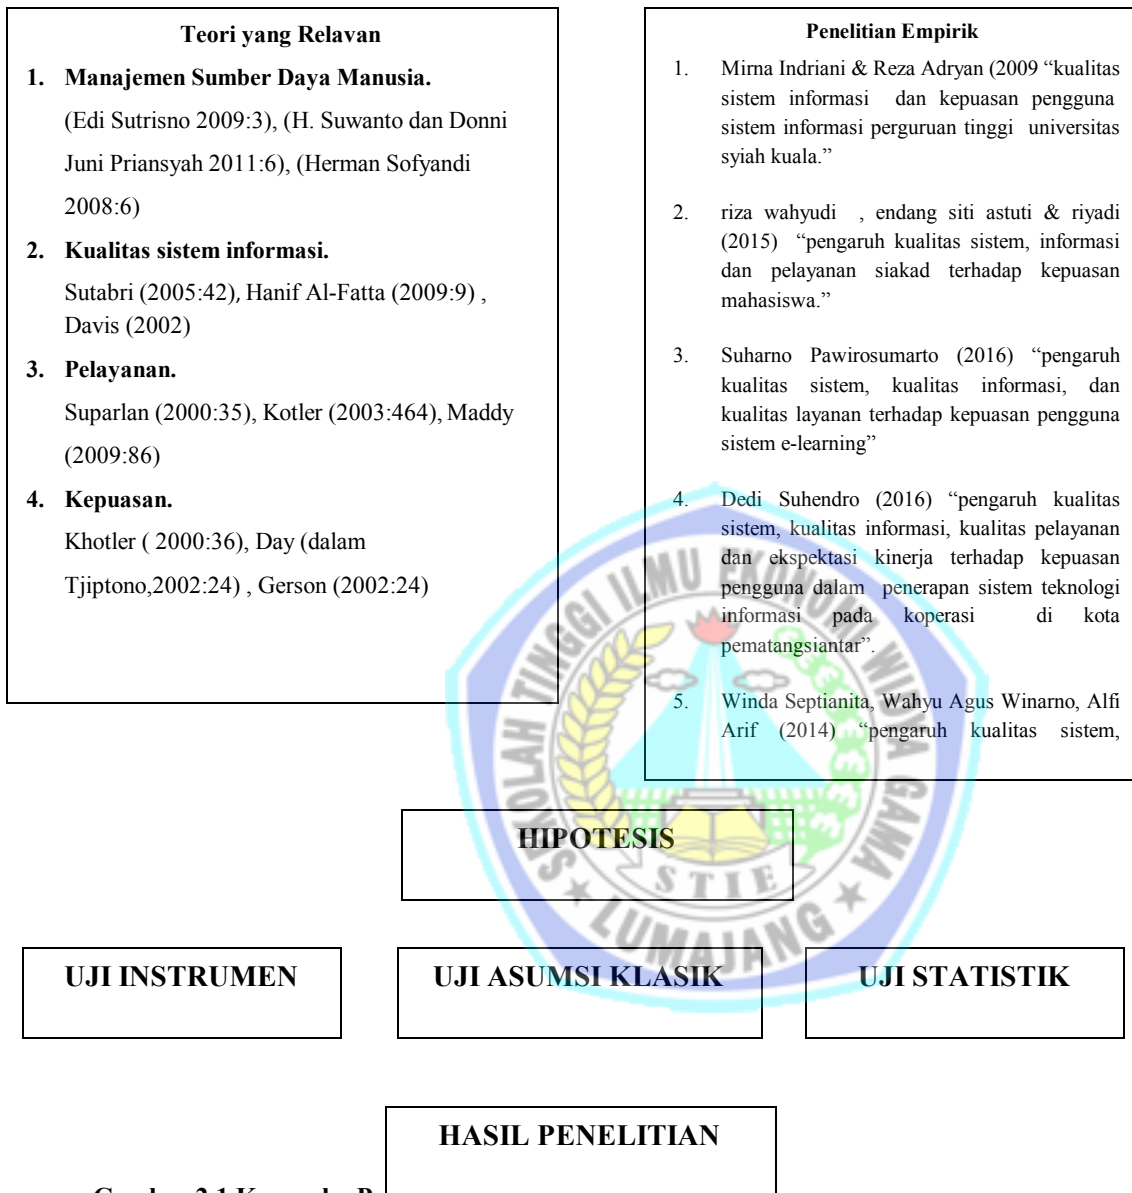 Teori yang Relavan
1. Manajemen Sumber Daya Manusia.
(Edi Sutrisno 2009:3), (H. Suwanto dan Donni
Juni Priansyah 2011:6), (Herman Sofyandi
2008:6)
2. Kualitas sistem informasi.
Sutabri (2005:42), Hanif Al-Fatta (2009:9) ,
Davis (2002)
3. Pelayanan.
Suparlan (2000:35), Kotler (2003:464), Maddy
(2009:86)
4. Kepuasan.
Khotler ( 2000:36), Day (dalam
Tjiptono,2002:24) , Gerson (2002:24)
Penelitian Empirik
1. Mirna Indriani & Reza Adryan (2009 “kualitas
sistem informasi dan kepuasan pengguna
sistem informasi perguruan tinggi universitas
syiah kuala.”
2. riza wahyudi , endang siti astuti & riyadi
(2015) “pengaruh kualitas sistem, informasi
dan pelayanan siakad terhadap kepuasan
mahasiswa.”
3. Suharno Pawirosumarto (2016) “pengaruh
kualitas sistem, kualitas informasi, dan
kualitas layanan terhadap kepuasan pengguna
sistem e-learning”
4. Dedi Suhendro (2016) “pengaruh kualitas
sistem, kualitas informasi, kualitas pelayanan
dan ekspektasi kinerja terhadap kepuasan
pengguna dalam penerapan sistem teknologi
informasi pada koperasi di kota
pematangsiantar”.
5. Winda Septianita, Wahyu Agus Winarno, Alfi
Arif (2014) “pengaruh kualitas sistem,
SEKOLAH TINGGI ILMU EKONOMI WIDYA GAMA
STIE
LUMAJANG
HIPOTESIS
UJI INSTRUMEN
UJI ASUMSI KLASIK
UJI STATISTIK
HASIL PENELITIAN